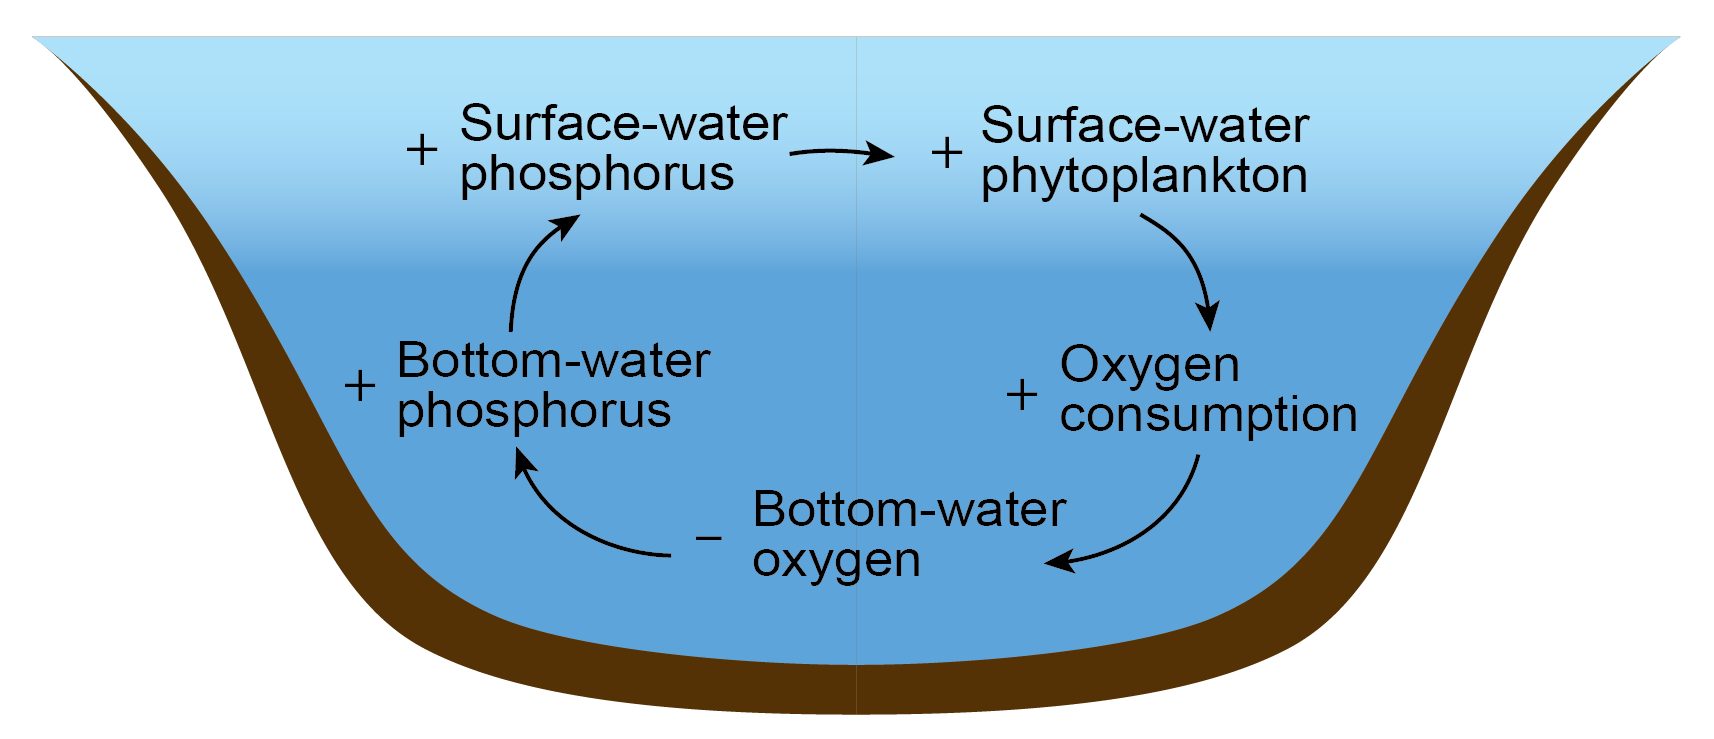 + Surface-water
phosphorus
+ Surface-water
phytoplankton
+ Oxygen
consumption
− Bottom-water
oxygen
+ Bottom-water
phosphorus